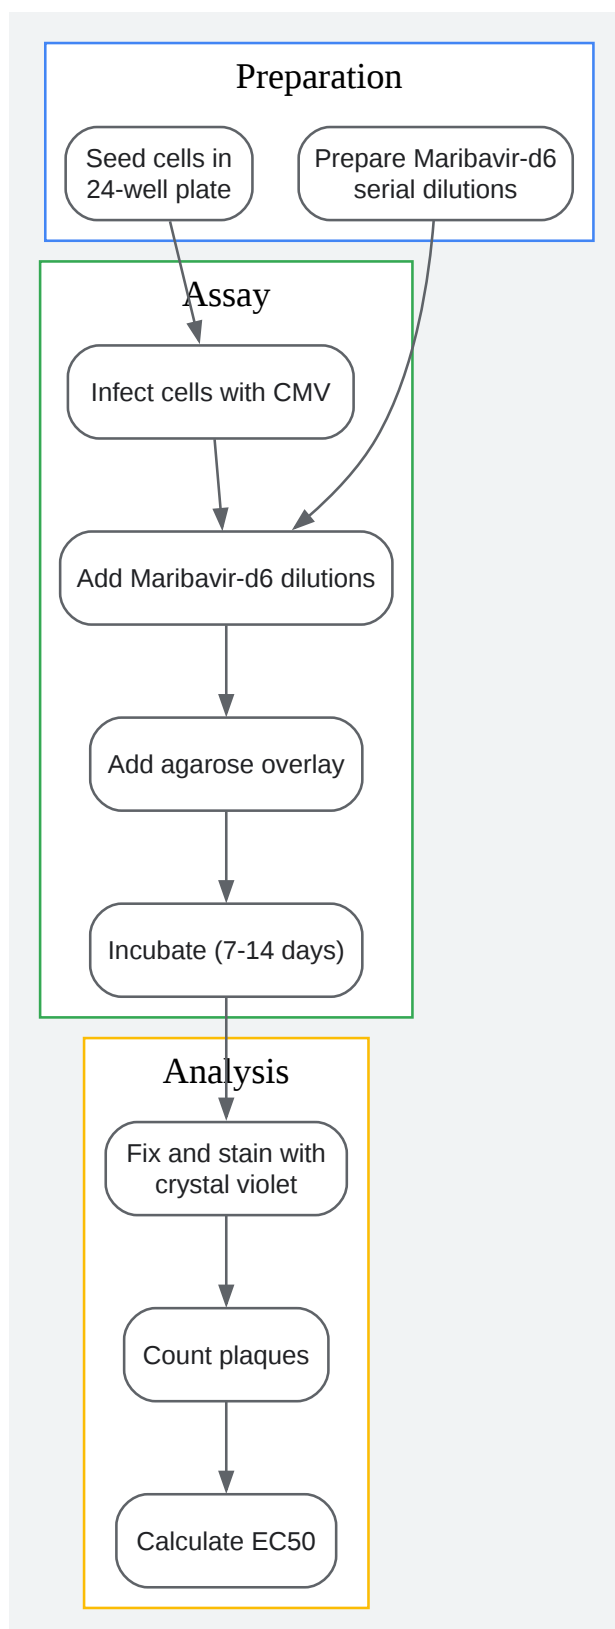 Preparation
Seed cells in
24-well plate
Prepare Maribavir-d6
serial dilutions
Assay
Infect cells with CMV
Add Maribavir-d6 dilutions
Add agarose overlay
Incubate (7-14 days)
Analysis
Fix and stain with
crystal violet
Count plaques
Calculate EC50